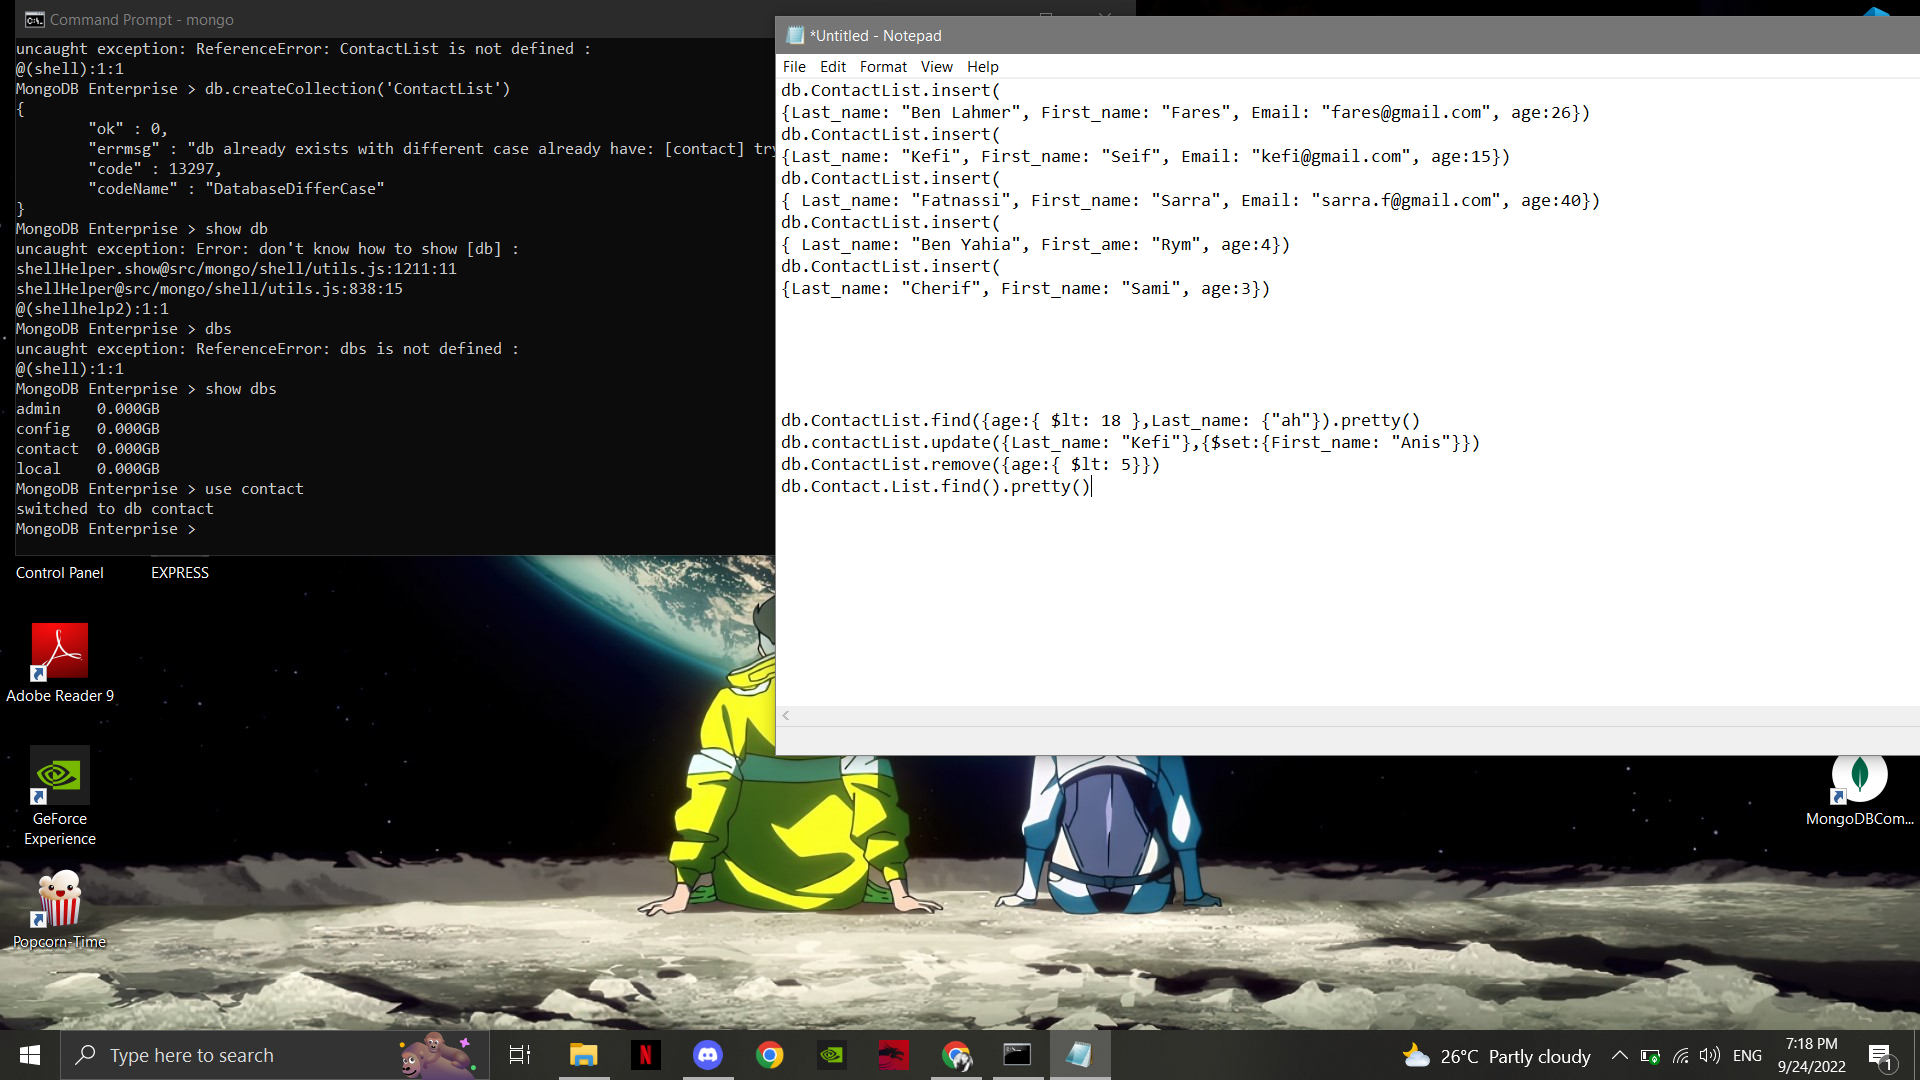 Command Prompt - mongo
uncaught exception: ReferenceError: ContactList is not defined :
@(shell):1:1
MongoDB Enterprise > db.createCollection('ContactList')
{
"ok" : 0,
"errmsg" : "db already exists with different case already have: [contact] try
"code" : 13297,
"codeName" : "DatabaseDifferCase"
}
MongoDB Enterprise > show db
uncaught exception: Error: don't know how to show [db] :
shellHelper.show@src/mongo/shell/utils.js:1211:11
shellHelper@src/mongo/shell/utils.js:838:15
@(shellhelp2):1:1
MongoDB Enterprise > dbs
uncaught exception: ReferenceError: dbs is not defined :
@(shell):1:1
MongoDB Enterprise > show dbs
admin 0.000GB
config 0.000GB
contact 0.000GB
local 0.000GB
MongoDB Enterprise > use contact
switched to db contact
MongoDB Enterprise >
*Untitled - Notepad
File Edit Format View Help
db.ContactList.insert(
{Last_name: "Ben Lahmer", First_name: "Fares", Email: "fares@gmail.com", age:26})
db.ContactList.insert(
{Last_name: "Kefi", First_name: "Seif", Email: "kefi@gmail.com", age:15})
db.ContactList.insert(
{ Last_name: "Fatnassi", First_name: "Sarra", Email: "sarra.f@gmail.com", age:40})
db.ContactList.insert(
{ Last_name: "Ben Yahia", First_ame: "Rym", age:4})
db.ContactList.insert(
{Last_name: "Cherif", First_name: "Sami", age:3})
db.ContactList.find({age:{ $lt: 18 },Last_name: {"ah"}).pretty()
db.contactList.update({Last_name: "Kefi"},{$set:{First_name: "Anis"}})
db.ContactList.remove({age:{ $lt: 5}})
db.Contact.List.find().pretty()
Control Panel
EXPRESS
Adobe Reader 9
GeForce
Experience
Popcorn-Time
MongoDBCom...
Type here to search
26°C Partly cloudy
ENG
7:18 PM
9/24/2022
1